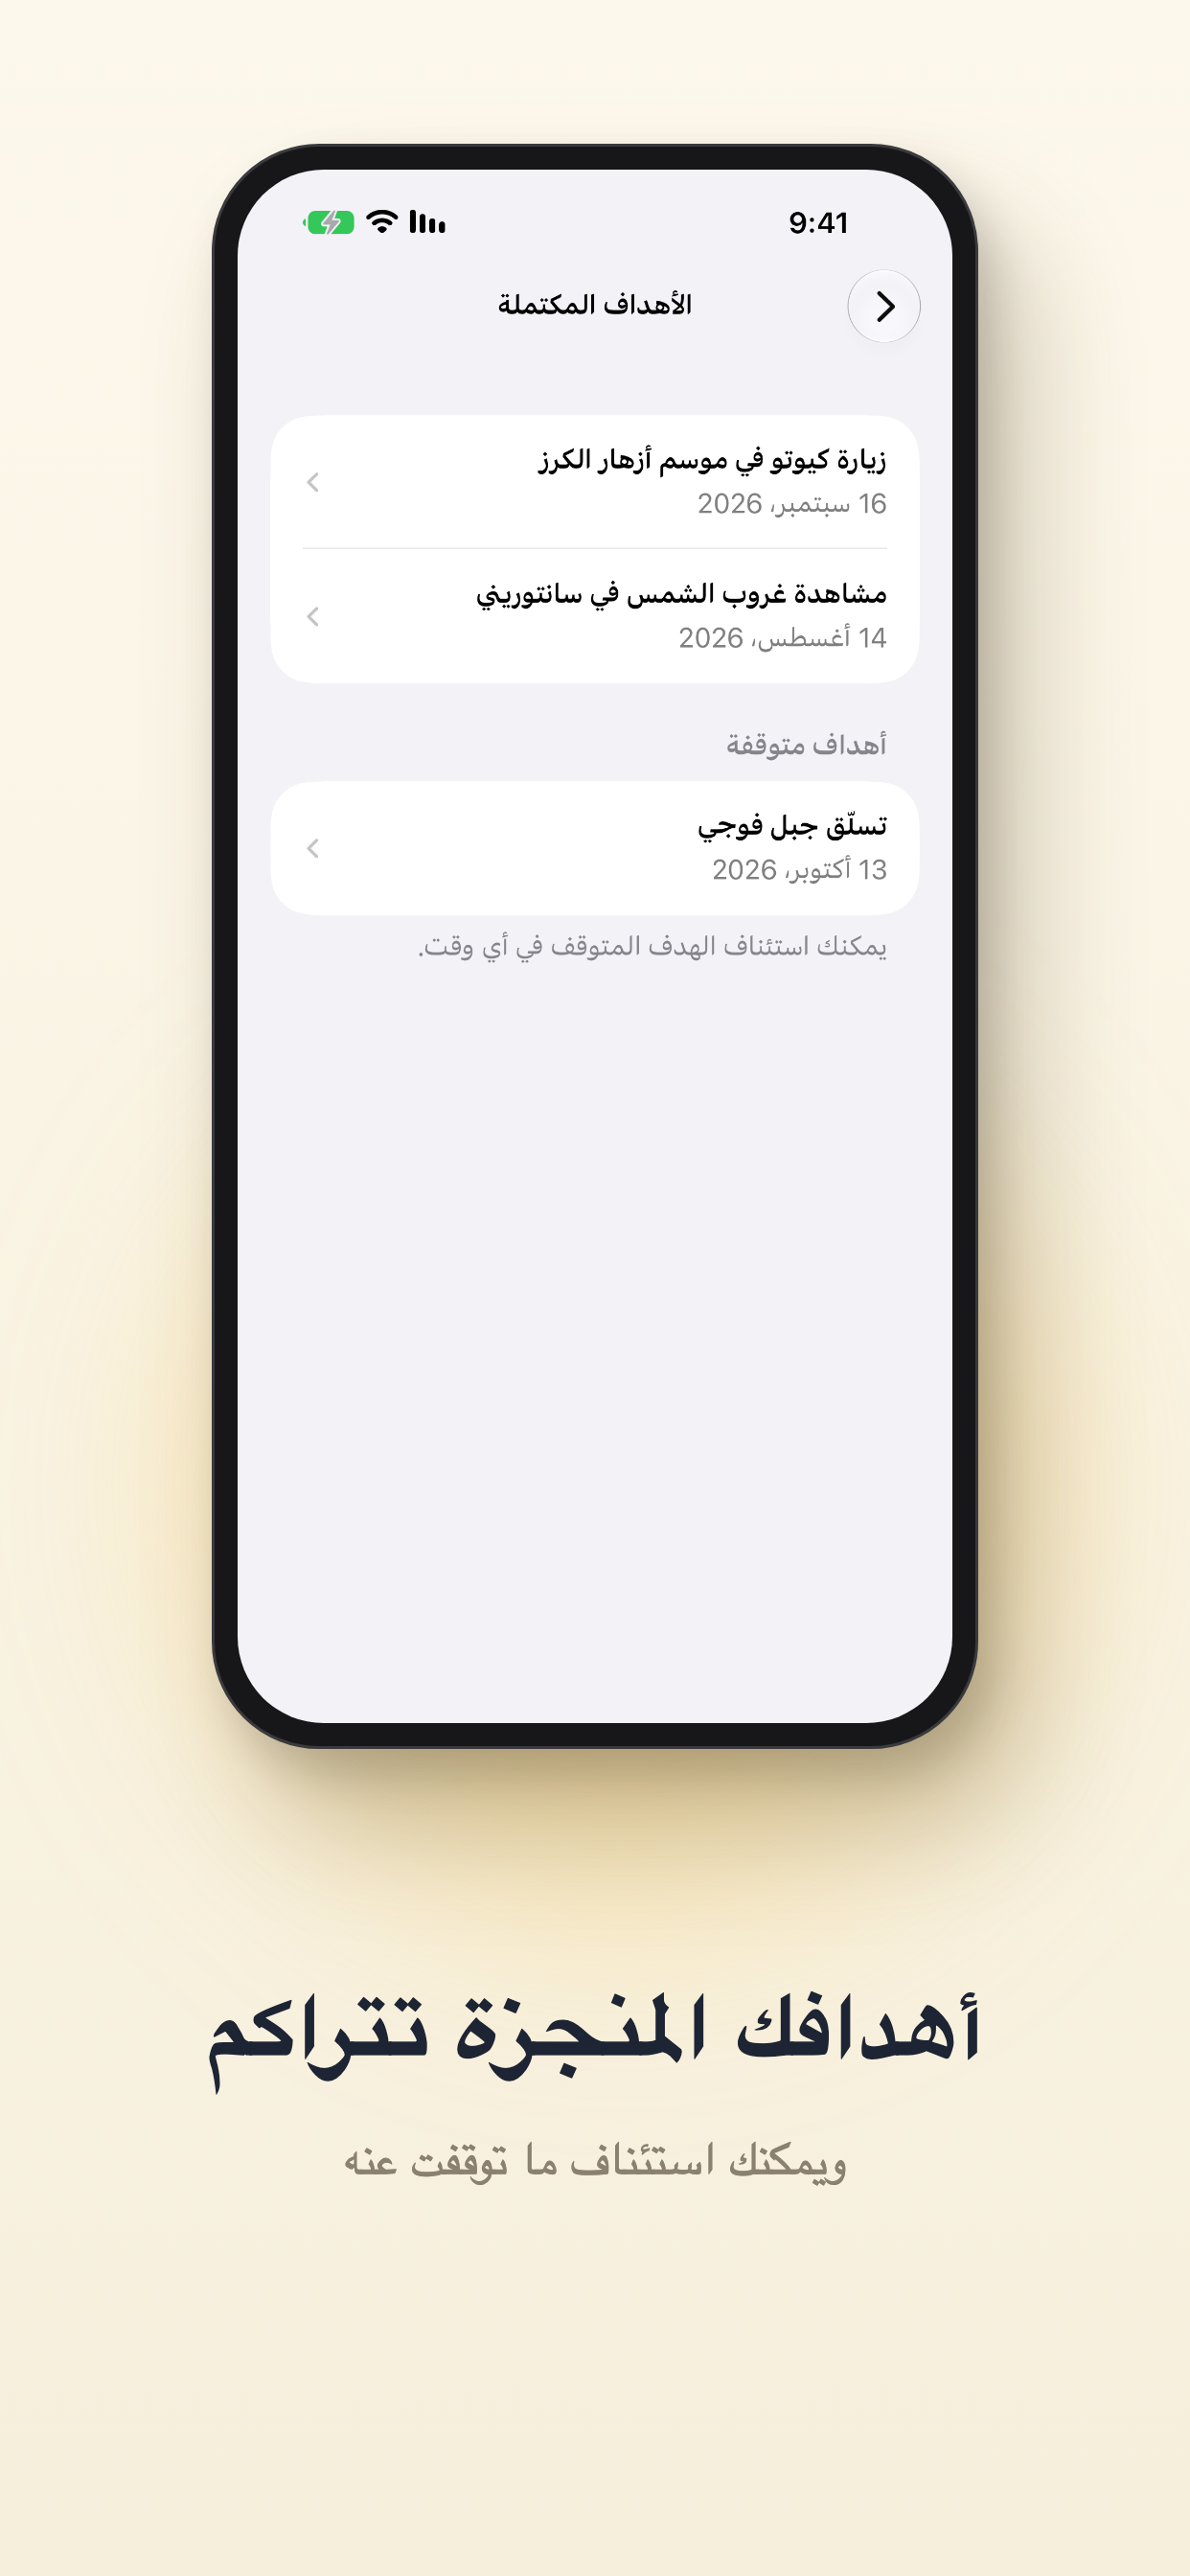 9:41
الأهداف المكتملة
زيارة كيوتو في موسم أزهار الكرز
16 سبتمبر، 2026
مشاهدة غروب الشمس في سانتوريني
14 أغسطس، 2026
أهداف متوقفة
تسلّق جبل فوجي
13 أكتوبر، 2026
يمكنك استئناف الهدف المتوقف في أي وقت.
أهدافك المنجزة تتراكم
ويمكنك استئناف ما توقفت عنه